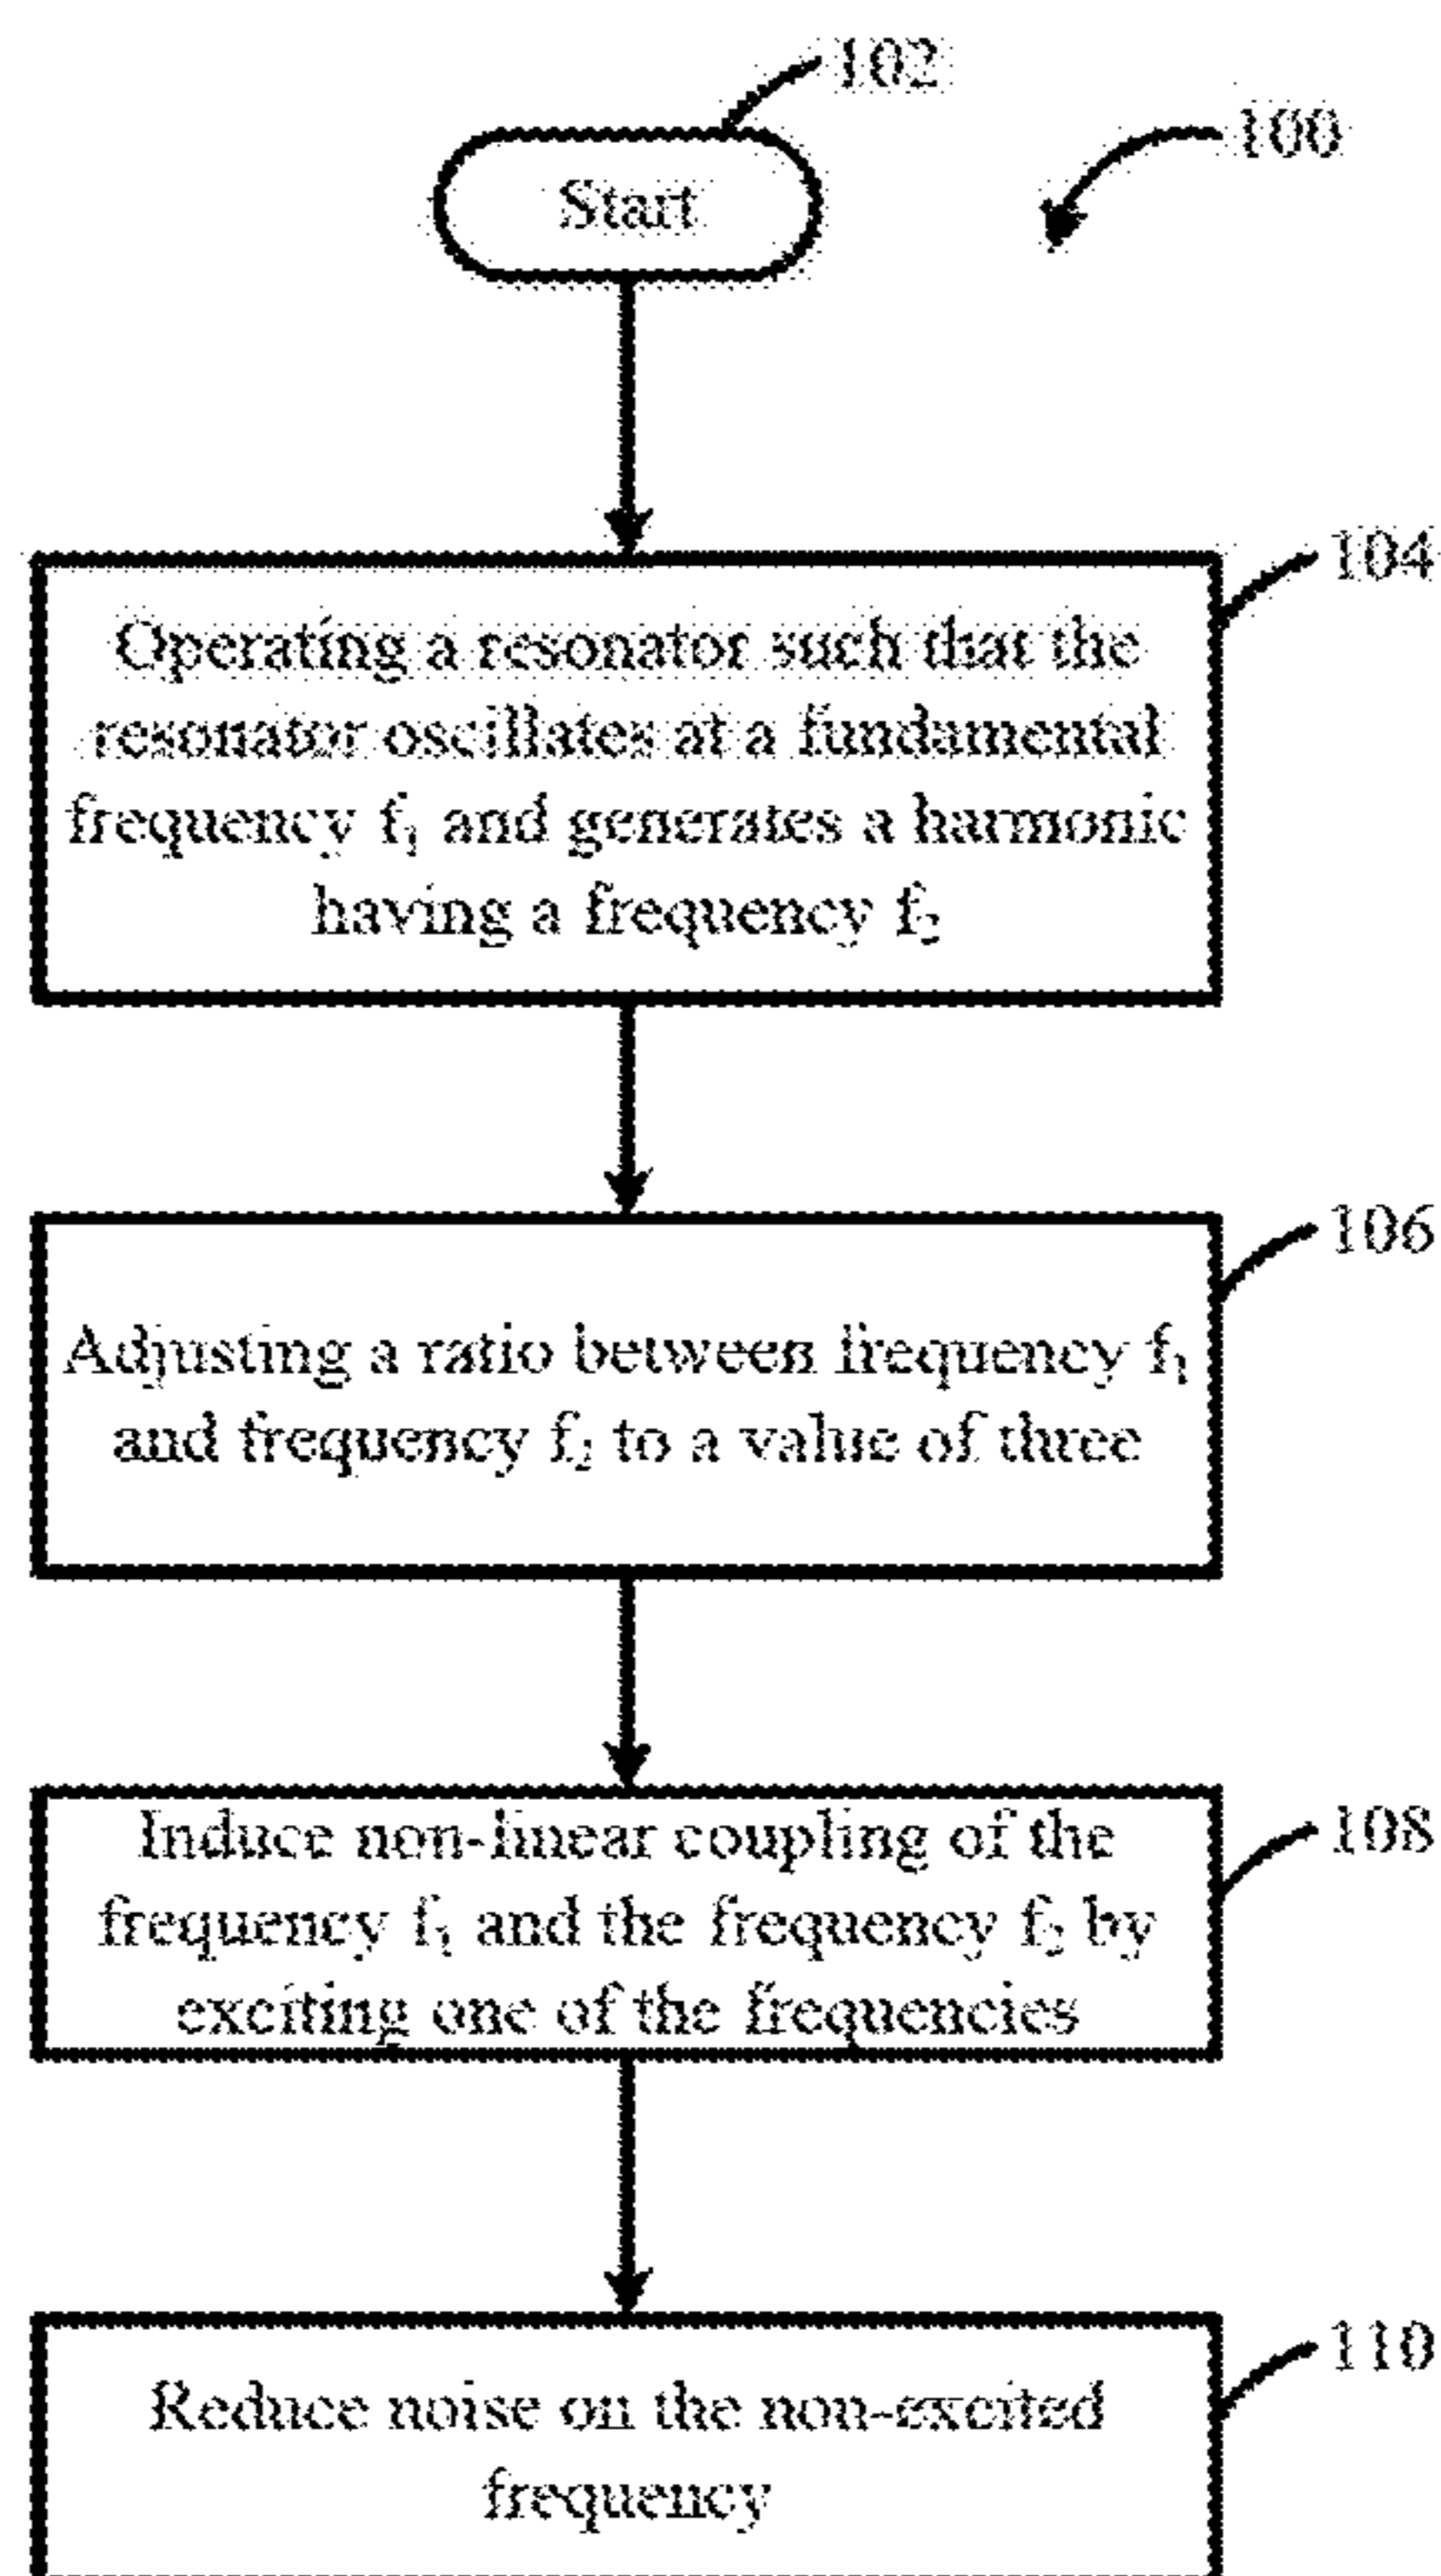 102
100
Start
104
Operating a resonator such that the
resonator oscillates at a fundamental
frequency f₁ and generates a harmonic
having a frequency f₂
106
Adjusting a ratio between frequency f₁
and frequency f₂ to a value of three
108
Induce non-linear coupling of the
frequency f₁ and the frequency f₂ by
exciting one of the frequencies
110
Reduce noise on the non-excited
frequency